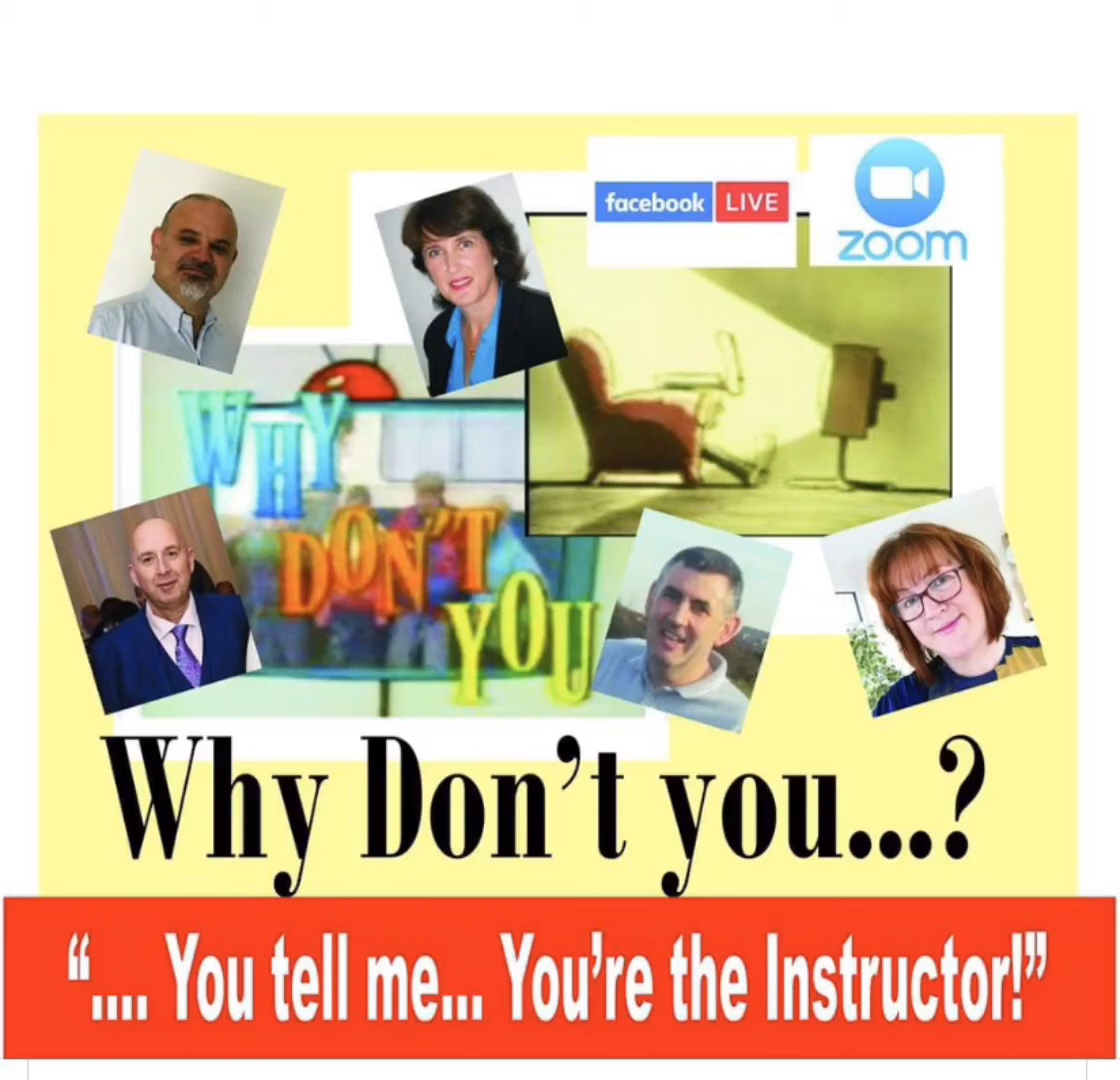 facebook LIVE
zoom
WHY
DON'T
YOU
Why Don't you...?
“.... You tell me... You're the Instructor!”